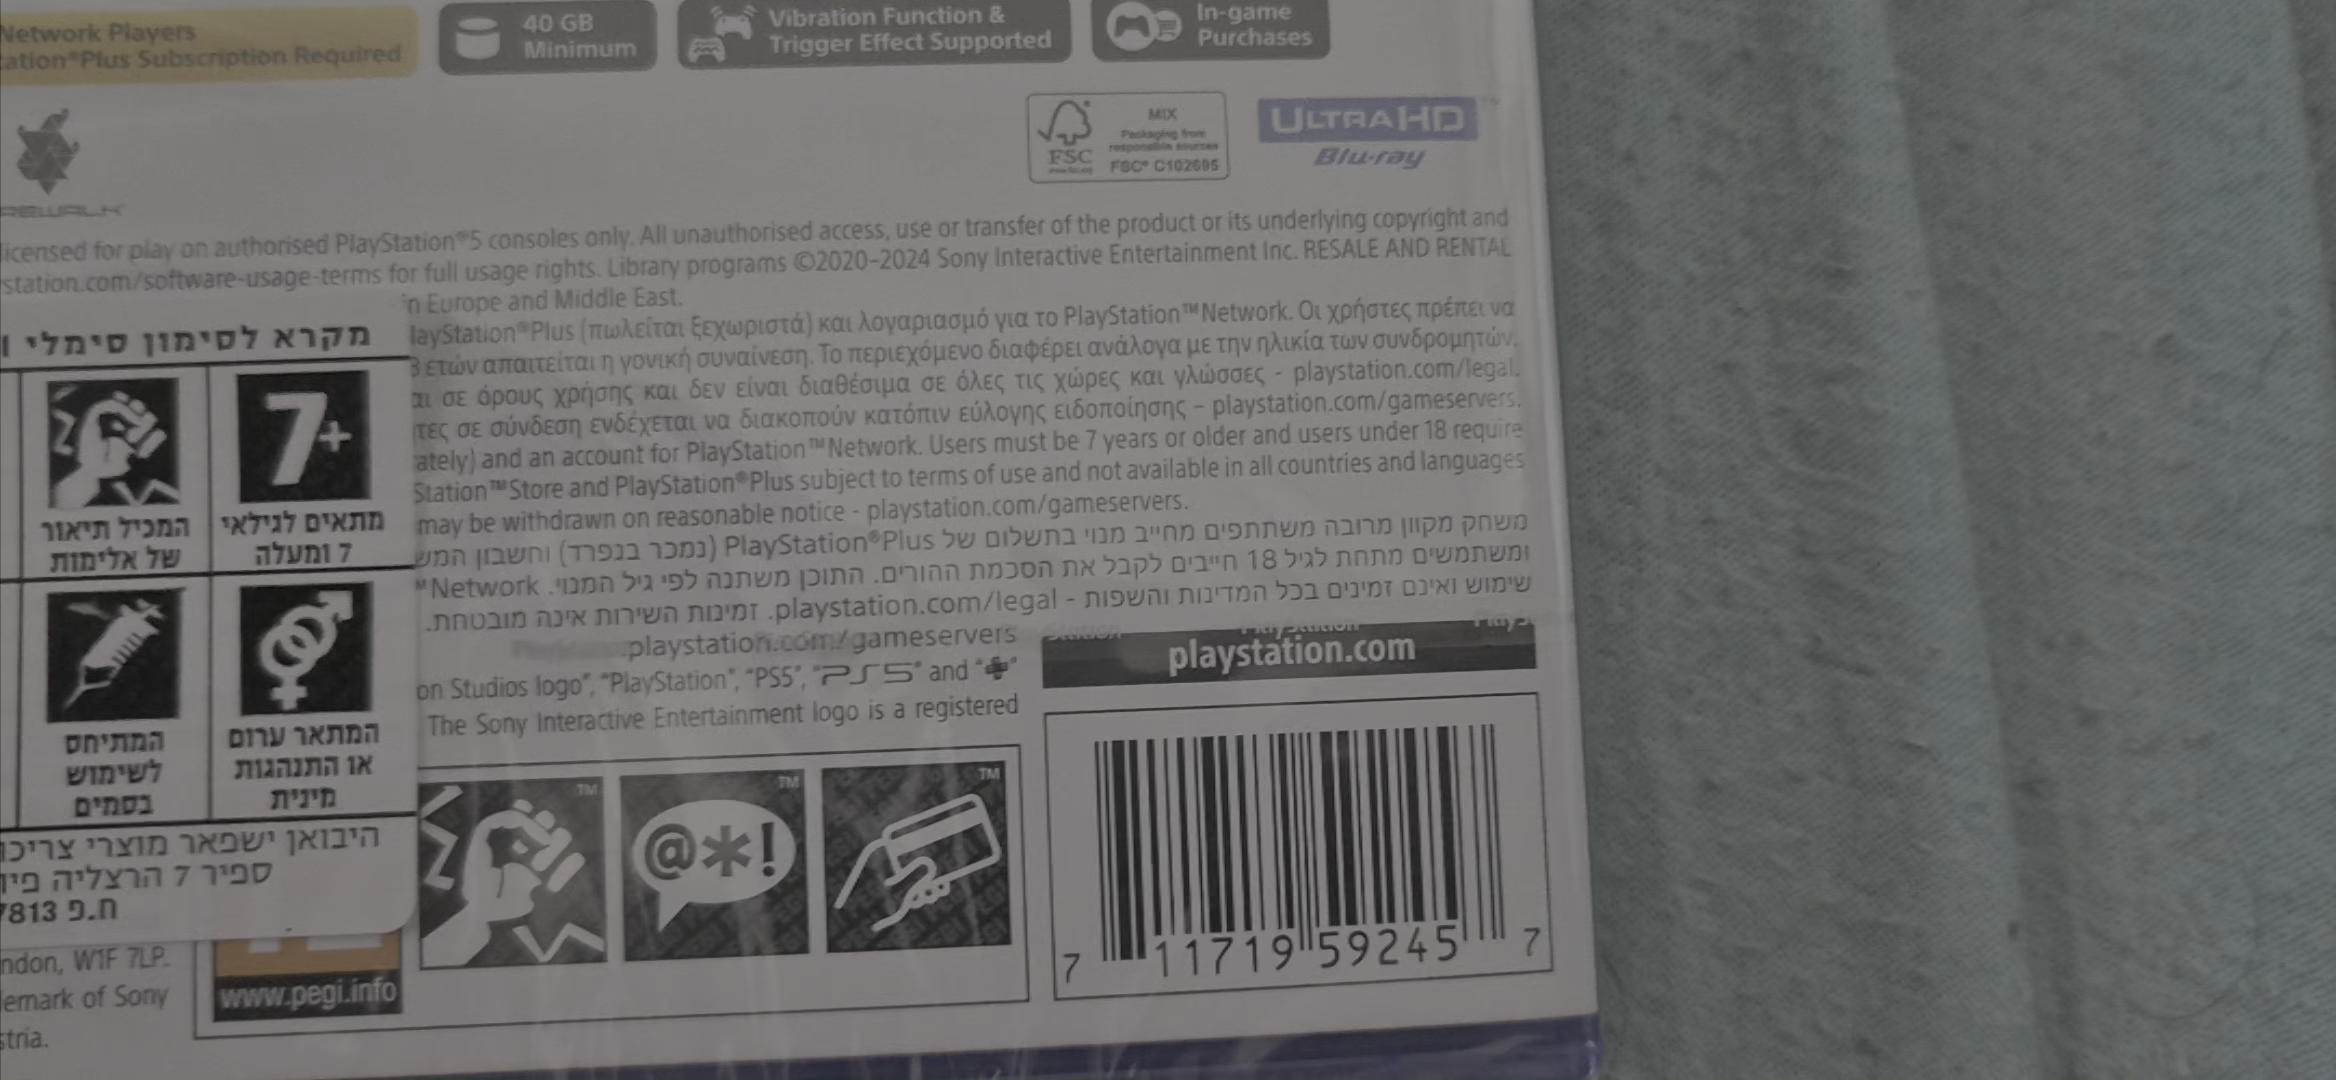 Network Players
ation®Plus Subscription Required
40 GB
Minimum
Vibration Function &
Trigger Effect Supported
In-game
Purchases
FSC
MIX
Packaging from
responsible sources
FSC® C102695
ULTRA HD
Blu-ray
REWALK
licensed for play on authorised PlayStation®5 consoles only. All unauthorised access, use or transfer of the product or its underlying copyright and
station.com/software-usage-terms for full usage rights. Library programs ©2020-2024 Sony Interactive Entertainment Inc. RESALE AND RENTAL
in Europe and Middle East.
layStation®Plus (πωλείται ξεχωριστά) και λογαριασμό για το PlayStation™Network. Οι χρήστες πρέπει να
3 ετών απαιτείται η γονική συναίνεση. Το περιεχόμενο διαφέρει ανάλογα με την ηλικία των συνδρομητών.
αι σε όρους χρήσης και δεν είναι διαθέσιμα σε όλες τις χώρες και γλώσσες - playstation.com/legal.
τες σε σύνδεση ενδέχεται να διακοπούν κατόπιν εύλογης ειδοποίησης – playstation.com/gameservers.
ately) and an account for PlayStation™Network. Users must be 7 years or older and users under 18 require
Station™Store and PlayStation®Plus subject to terms of use and not available in all countries and languages
may be withdrawn on reasonable notice - playstation.com/gameservers.
משחק מקוון מרובה משתתפים מחייב מנוי בתשלום של PlayStation®Plus (נמכר בנפרד) וחשבון המש
ומשתמשים מתחת לגיל 18 חייבים לקבל את הסכמת ההורים. התוכן משתנה לפי גיל המנוי. ™Network
שימוש ואינם זמינים בכל המדינות והשפות - playstation.com/legal. זמינות השירות אינה מובטחת.
playstation.com/gameservers.
on Studios logo", "PlayStation", "PS5", "PS5" and "
The Sony Interactive Entertainment logo is a registered
מקרא לסימון סימלי
7+
מתאים לגילאי
7 ומעלה
המכיל תיאור
של אלימות
המתאר ערום
או התנהגות
מינית
המתיחס
לשימוש
בסמים
היבואן ישפאר מוצרי צריכ
ספיר 7 הרצליה פי
ח.פ 7813
ndon, W1F 7LP.
demark of Sony
stria.
www.pegi.info
TM
@*!
TM
TM
playstation.com
7 11719 59245 7